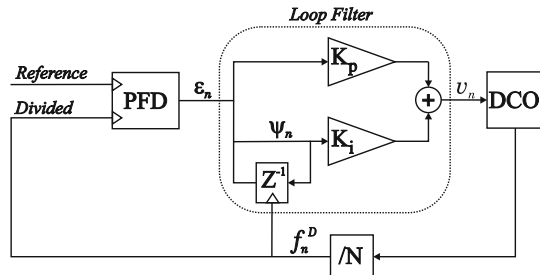 Loop Filter
Reference
Divided
PFD
εₙ
Kₚ
ψₙ
Kᵢ
Z⁻¹
+
υₙ
DCO
fₙᴰ
/N